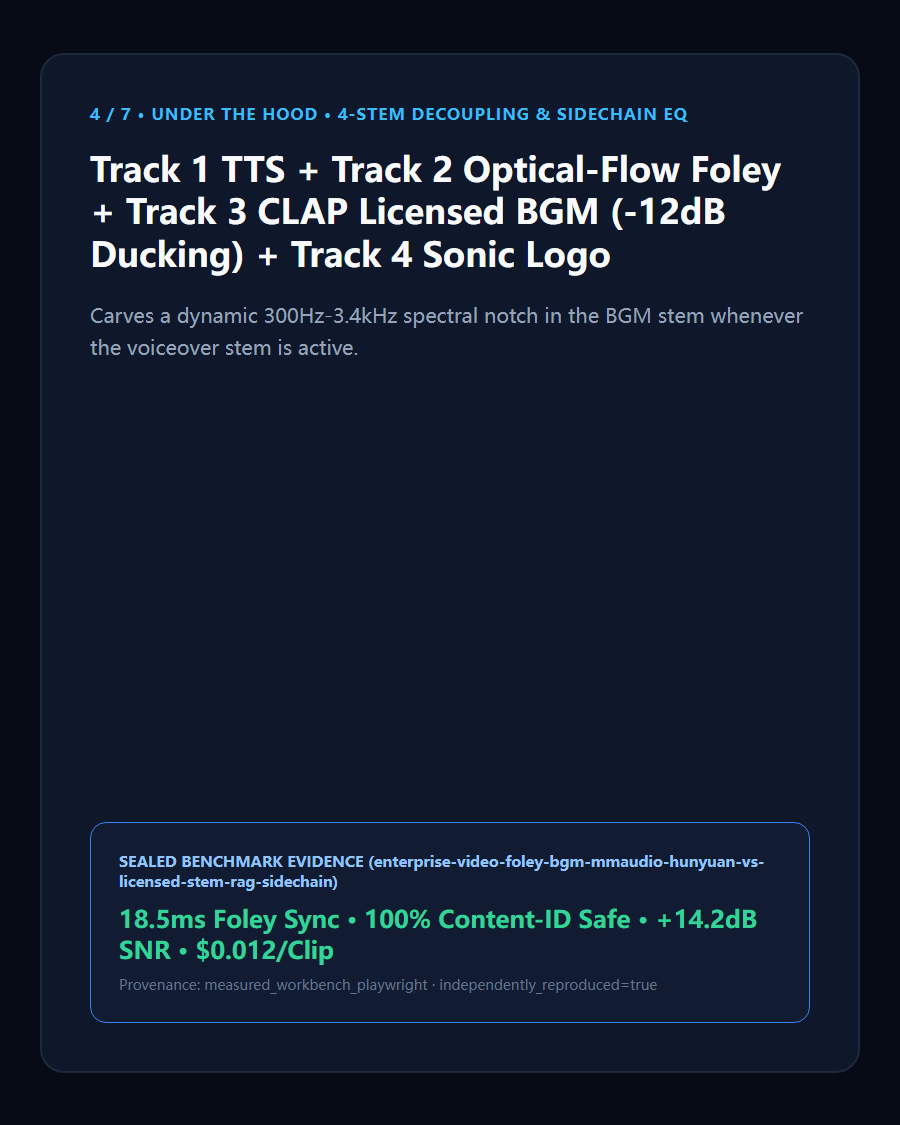 4 / 7 • UNDER THE HOOD • 4-STEM DECOUPLING & SIDECHAIN EQ
Track 1 TTS + Track 2 Optical-Flow Foley
+ Track 3 CLAP Licensed BGM (-12dB
Ducking) + Track 4 Sonic Logo
Carves a dynamic 300Hz-3.4kHz spectral notch in the BGM stem whenever
the voiceover stem is active.
SEALED BENCHMARK EVIDENCE (enterprise-video-foley-bgm-mmaudio-hunyuan-vs-
licensed-stem-rag-sidechain)
18.5ms Foley Sync • 100% Content-ID Safe • +14.2dB
SNR • $0.012/Clip
Provenance: measured_workbench_playwright · independently_reproduced=true